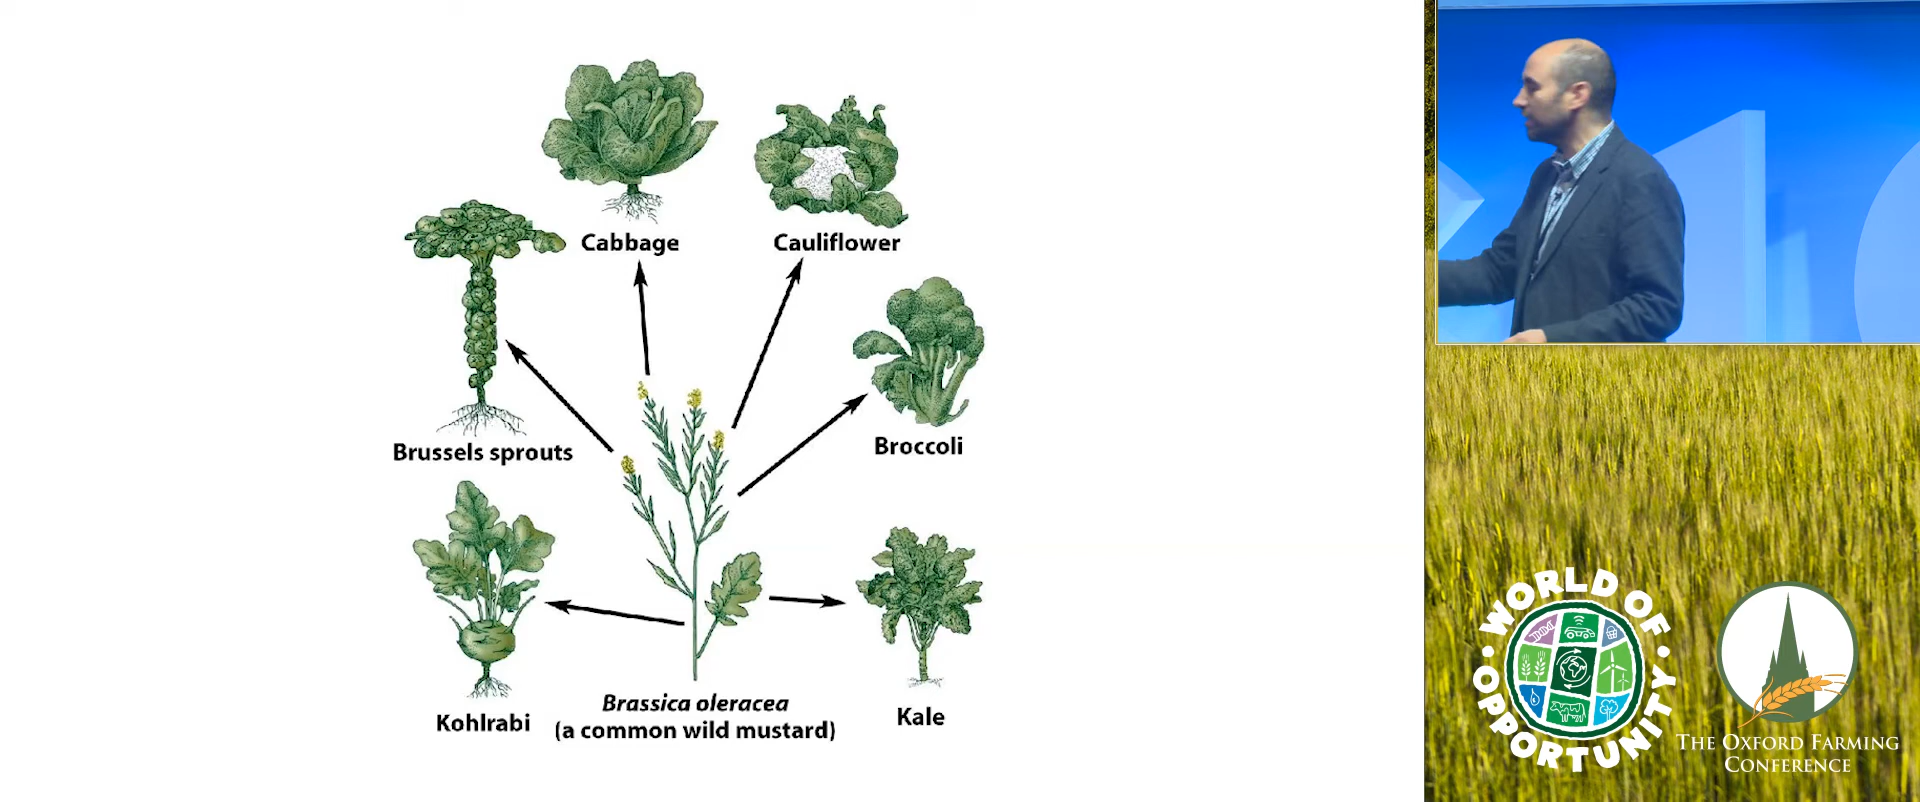 Cabbage
Cauliflower
Brussels sprouts
Broccoli
Kohlrabi
Brassica oleracea
(a common wild mustard)
Kale
WORLD OF
OPPORTUNITY
THE OXFORD FARMING
CONFERENCE